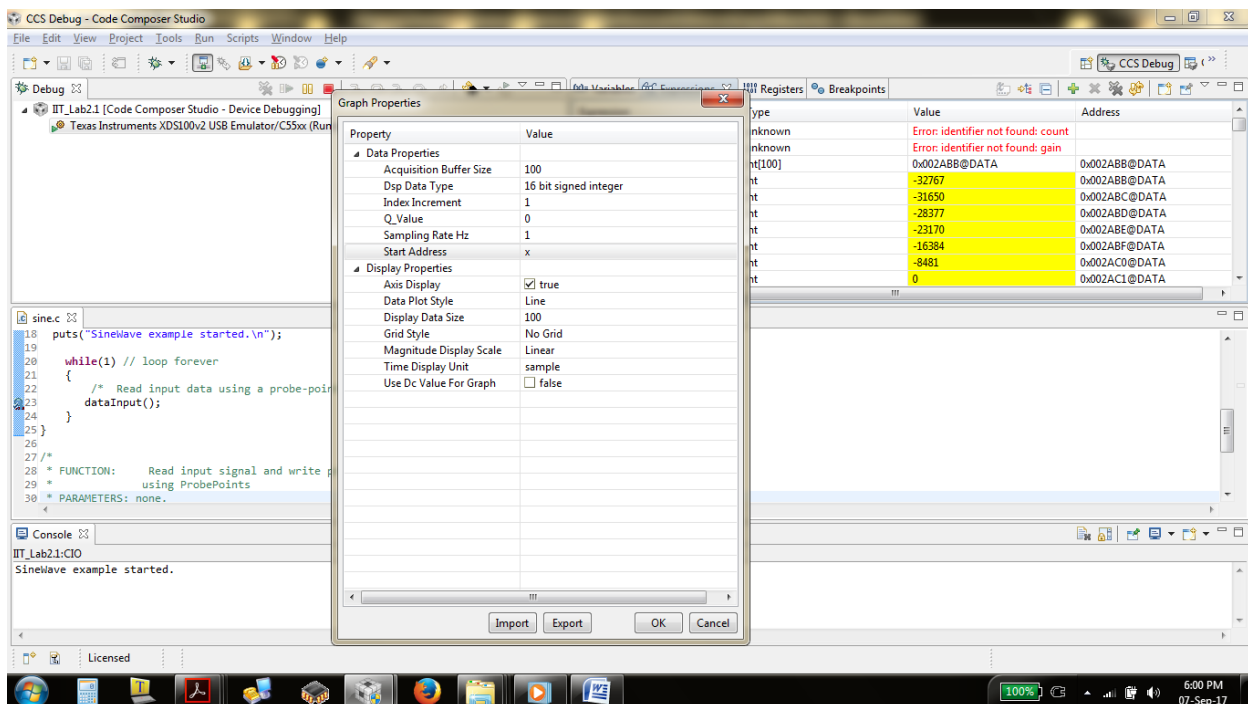 CCS Debug - Code Composer Studio
File Edit View Project Tools Run Scripts Window Help
CCS Debug
Debug
IIT_Lab2.1 [Code Composer Studio - Device Debugging]
Texas Instruments XDS100v2 USB Emulator/C55xx (Run
Variables Expressions Registers Breakpoints
Value Address
Error: identifier not found: count
Error: identifier not found: gain
0x002ABB@DATA 0x002ABB@DATA
-32767 0x002ABB@DATA
-31650 0x002ABC@DATA
-28377 0x002ABD@DATA
-23170 0x002ABE@DATA
-16384 0x002ABF@DATA
-8481 0x002AC0@DATA
0 0x002AC1@DATA
Graph Properties
Property Value
Data Properties
Acquisition Buffer Size 100
Dsp Data Type 16 bit signed integer
Index Increment 1
Q_Value 0
Sampling Rate Hz 1
Start Address x
Display Properties
Axis Display true
Data Plot Style Line
Display Data Size 100
Grid Style No Grid
Magnitude Display Scale Linear
Time Display Unit sample
Use Dc Value For Graph false
Import Export OK Cancel
sine.c
18 puts("SineWave example started.\n");
19
20 while(1) // loop forever
21 {
22 /* Read input data using a probe-poin
23 dataInput();
24 }
25 }
26
27 /*
28 * FUNCTION: Read input signal and write p
29 * using ProbePoints
30 * PARAMETERS: none.
Console
IIT_Lab2.1:CIO
SineWave example started.
Licensed
100%
6:00 PM
07-Sep-17